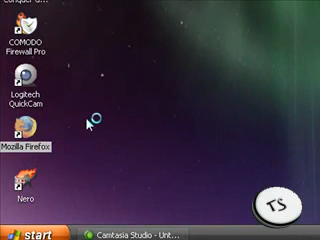 COMODO
Firewall Pro
Logitech
QuickCam
Mozilla Firefox
Nero
start
Camtasia Studio - Unt...
TS